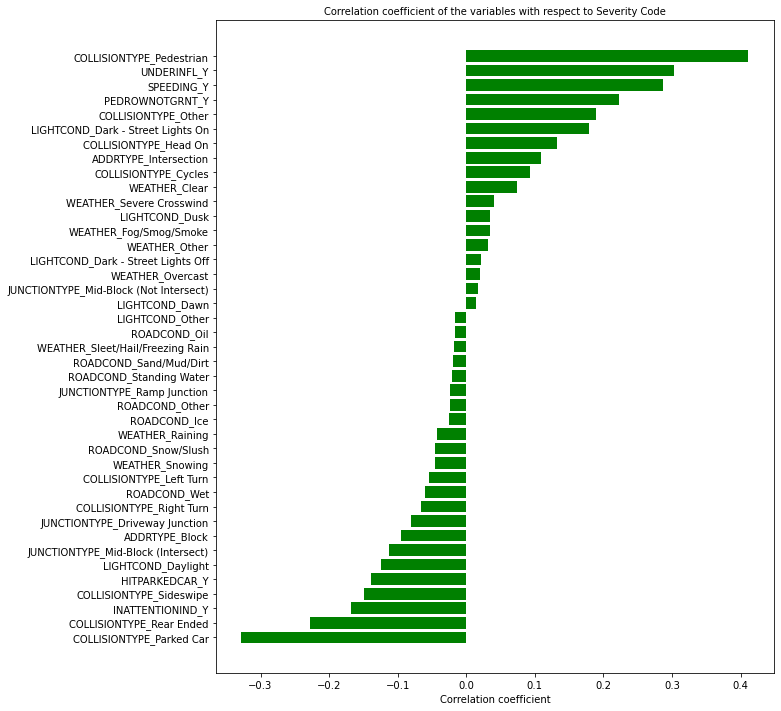 Correlation coefficient of the variables with respect to Severity Code
COLLISIONTYPE_Pedestrian
UNDERINFL_Y
SPEEDING_Y
PEDROWNOTGRNT_Y
COLLISIONTYPE_Other
LIGHTCOND_Dark - Street Lights On
COLLISIONTYPE_Head On
ADDRTYPE_Intersection
COLLISIONTYPE_Cycles
WEATHER_Clear
WEATHER_Severe Crosswind
LIGHTCOND_Dusk
WEATHER_Fog/Smog/Smoke
WEATHER_Other
LIGHTCOND_Dark - Street Lights Off
WEATHER_Overcast
JUNCTIONTYPE_Mid-Block (Not Intersect)
LIGHTCOND_Dawn
LIGHTCOND_Other
ROADCOND_Oil
WEATHER_Sleet/Hail/Freezing Rain
ROADCOND_Sand/Mud/Dirt
ROADCOND_Standing Water
JUNCTIONTYPE_Ramp Junction
ROADCOND_Other
ROADCOND_Ice
WEATHER_Raining
ROADCOND_Snow/Slush
WEATHER_Snowing
COLLISIONTYPE_Left Turn
ROADCOND_Wet
COLLISIONTYPE_Right Turn
JUNCTIONTYPE_Driveway Junction
ADDRTYPE_Block
JUNCTIONTYPE_Mid-Block (Intersect)
LIGHTCOND_Daylight
HITPARKEDCAR_Y
COLLISIONTYPE_Sideswipe
INATTENTIONIND_Y
COLLISIONTYPE_Rear Ended
COLLISIONTYPE_Parked Car
−0.3 −0.2 −0.1 0.0 0.1 0.2 0.3 0.4
Correlation coefficient